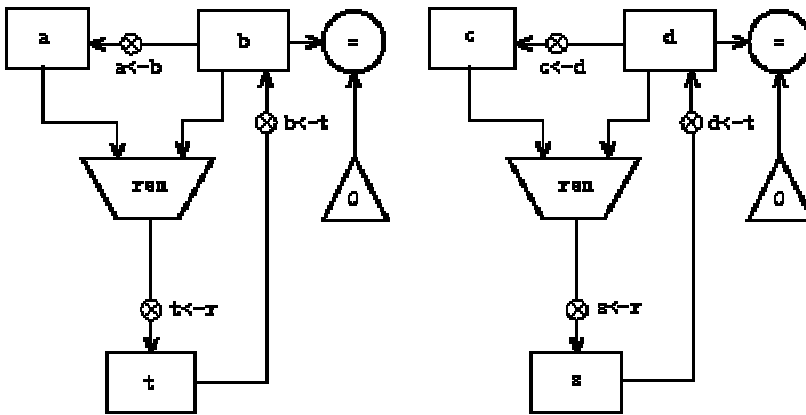 a
b
=
a<-b
b<-t
rem
0
t<-r
t
c
d
=
c<-d
d<-t
rem
0
s<-r
s